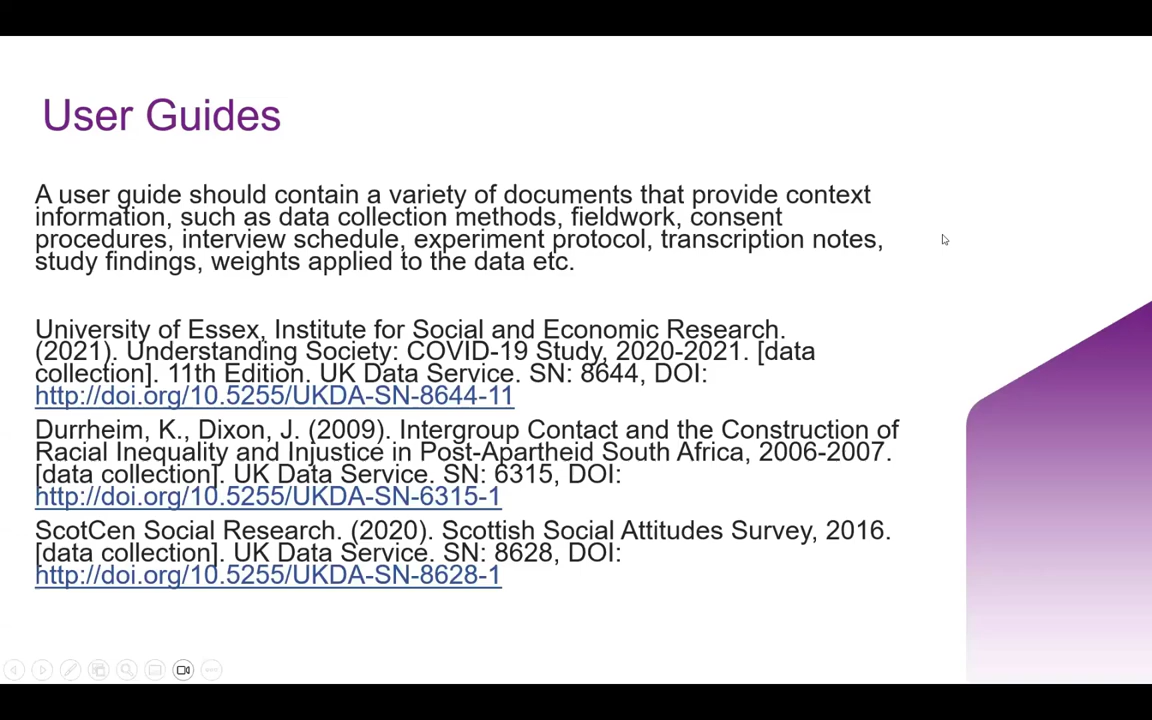 User Guides
A user guide should contain a variety of documents that provide context
information, such as data collection methods, fieldwork, consent
procedures, interview schedule, experiment protocol, transcription notes,
study findings, weights applied to the data etc.
University of Essex, Institute for Social and Economic Research.
(2021). Understanding Society: COVID-19 Study, 2020-2021. [data
collection]. 11th Edition. UK Data Service. SN: 8644, DOI:
http://doi.org/10.5255/UKDA-SN-8644-11
Durrheim, K., Dixon, J. (2009). Intergroup Contact and the Construction of
Racial Inequality and Injustice in Post-Apartheid South Africa, 2006-2007.
[data collection]. UK Data Service. SN: 6315, DOI:
http://doi.org/10.5255/UKDA-SN-6315-1
ScotCen Social Research. (2020). Scottish Social Attitudes Survey, 2016.
[data collection]. UK Data Service. SN: 8628, DOI:
http://doi.org/10.5255/UKDA-SN-8628-1